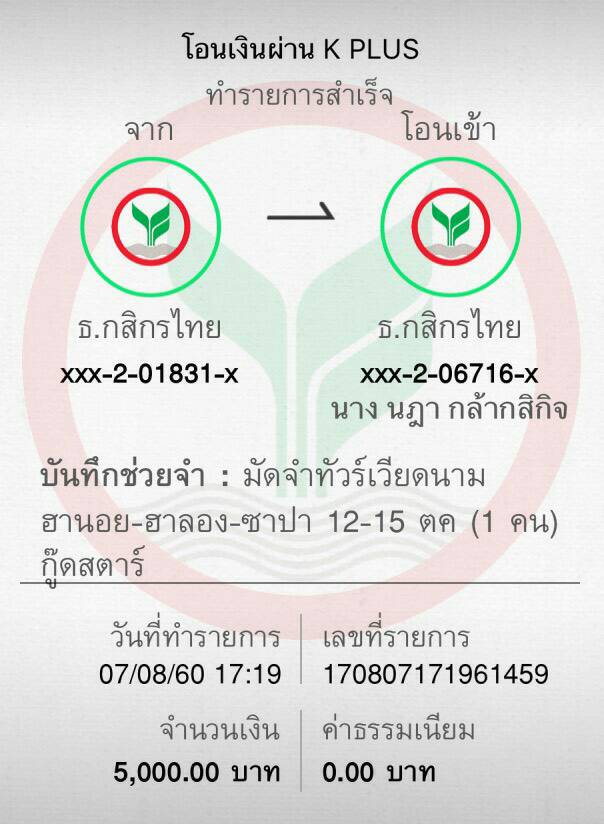 โอนเงินผ่าน K PLUS
ทำรายการสำเร็จ
จาก
โอนเข้า
ธ.กสิกรไทย
ธ.กสิกรไทย
xxx-2-01831-x
xxx-2-06716-x
นาง นฎา กล้ากสิกิจ
บันทึกช่วยจำ : มัดจำทัวร์เวียดนาม
ฮานอย-ฮาลอง-ซาปา 12-15 ตค (1 คน)
กู๊ดสตาร์
วันที่ทำรายการ
07/08/60 17:19
เลขที่รายการ
170807171961459
จำนวนเงิน
5,000.00 บาท
ค่าธรรมเนียม
0.00 บาท